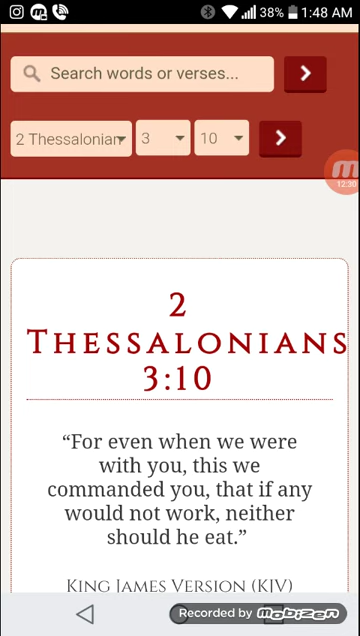 38% 1:48 AM
Search words or verses...
2 Thessalonian 3 10
12:30
2
Thessalonians
3:10
“For even when we were
with you, this we
commanded you, that if any
would not work, neither
should he eat.”
King James Version (KJV)
Recorded by mobizen